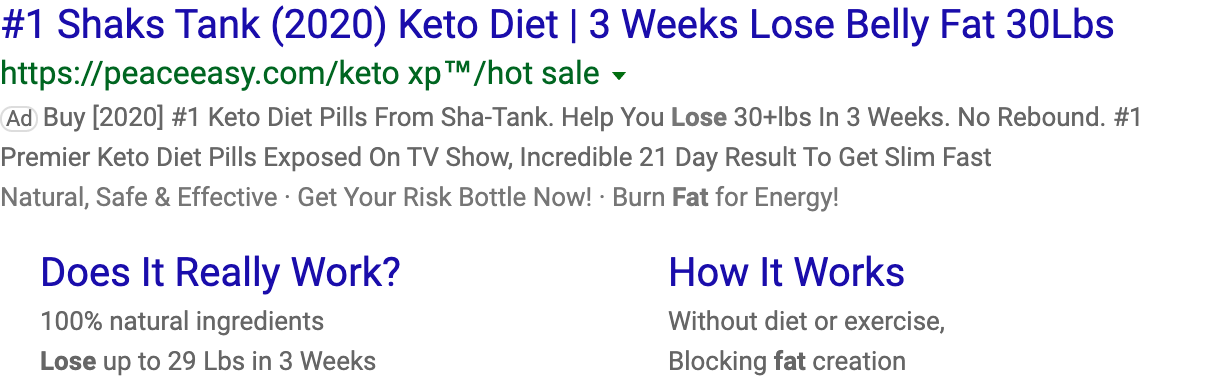 #1 Shaks Tank (2020) Keto Diet | 3 Weeks Lose Belly Fat 30Lbs
https://peaceeasy.com/keto xp™/hot sale
Ad Buy [2020] #1 Keto Diet Pills From Sha-Tank. Help You Lose 30+lbs In 3 Weeks. No Rebound. #1
Premier Keto Diet Pills Exposed On TV Show, Incredible 21 Day Result To Get Slim Fast
Natural, Safe & Effective · Get Your Risk Bottle Now! · Burn Fat for Energy!
Does It Really Work?
100% natural ingredients
Lose up to 29 Lbs in 3 Weeks
How It Works
Without diet or exercise,
Blocking fat creation